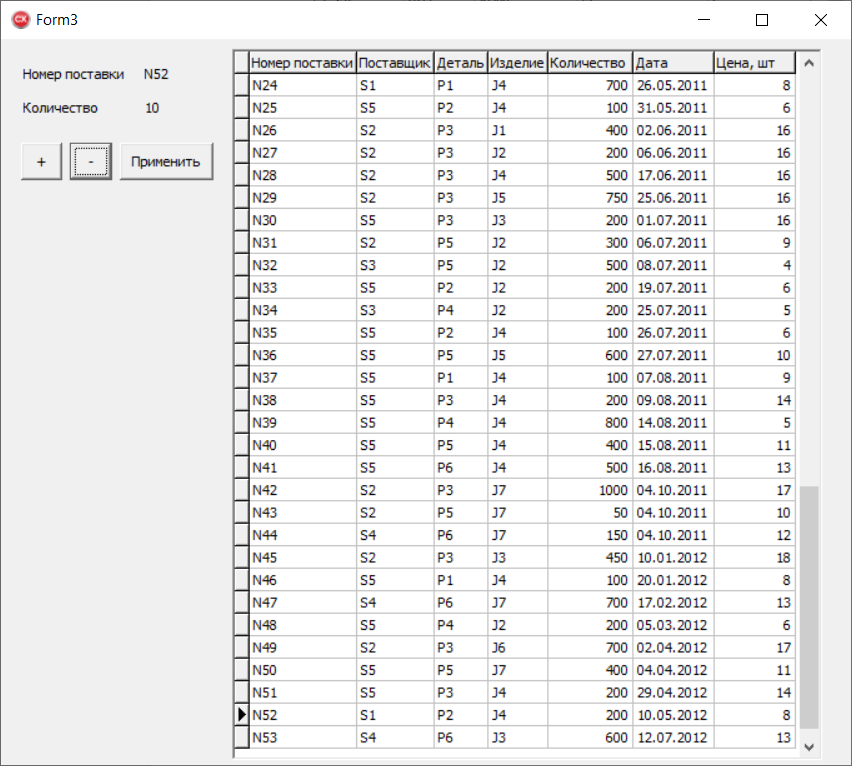 Form3
Номер поставки N52
Количество 10
+ - Применить
Номер поставки Поставщик Деталь Изделие Количество Дата Цена, шт
N24 S1 P1 J4 700 26.05.2011 8
N25 S5 P2 J4 100 31.05.2011 6
N26 S2 P3 J1 400 02.06.2011 16
N27 S2 P3 J2 200 06.06.2011 16
N28 S2 P3 J4 500 17.06.2011 16
N29 S2 P3 J5 750 25.06.2011 16
N30 S5 P3 J3 200 01.07.2011 16
N31 S2 P5 J2 300 06.07.2011 9
N32 S3 P5 J2 500 08.07.2011 4
N33 S5 P2 J2 200 19.07.2011 6
N34 S3 P4 J2 200 25.07.2011 5
N35 S5 P2 J4 100 26.07.2011 6
N36 S5 P5 J5 600 27.07.2011 10
N37 S5 P1 J4 100 07.08.2011 9
N38 S5 P3 J4 200 09.08.2011 14
N39 S5 P4 J4 800 14.08.2011 5
N40 S5 P5 J4 400 15.08.2011 11
N41 S5 P6 J4 500 16.08.2011 13
N42 S2 P3 J7 1000 04.10.2011 17
N43 S2 P5 J7 50 04.10.2011 10
N44 S4 P6 J7 150 04.10.2011 12
N45 S2 P3 J3 450 10.01.2012 18
N46 S5 P1 J4 100 20.01.2012 8
N47 S4 P6 J7 700 17.02.2012 13
N48 S5 P4 J2 200 05.03.2012 6
N49 S2 P3 J6 700 02.04.2012 17
N50 S5 P5 J7 400 04.04.2012 11
N51 S5 P3 J4 200 29.04.2012 14
N52 S1 P2 J4 200 10.05.2012 8
N53 S4 P6 J3 600 12.07.2012 13